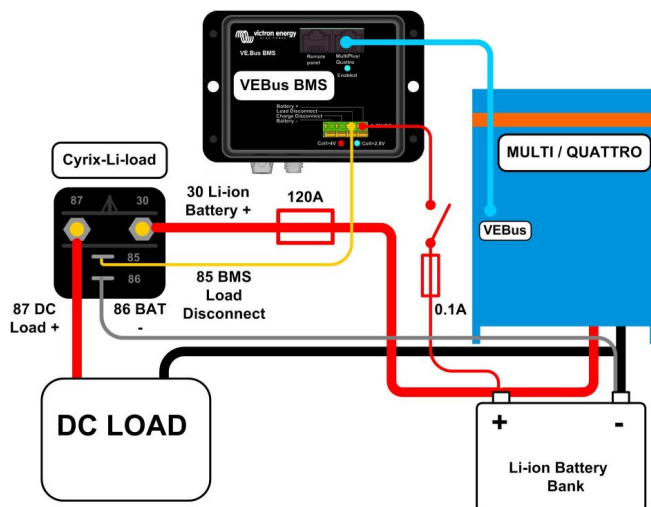 victron energy
BLUE POWER
VE.Bus BMS
Remote
panel
MultiPlus/
Quattro
Enabled
VEBus BMS
Battery +
Load Disconnect
Charge Disconnect
Battery -
Cell>4V
Cell>2,8V
Cyrix-Li-load
87
30
85
86
30 Li-ion
Battery +
120A
MULTI / QUATTRO
VEBus
85 BMS
Load
Disconnect
0.1A
87 DC
Load +
86 BAT
-
DC LOAD
+
-
Li-ion Battery
Bank